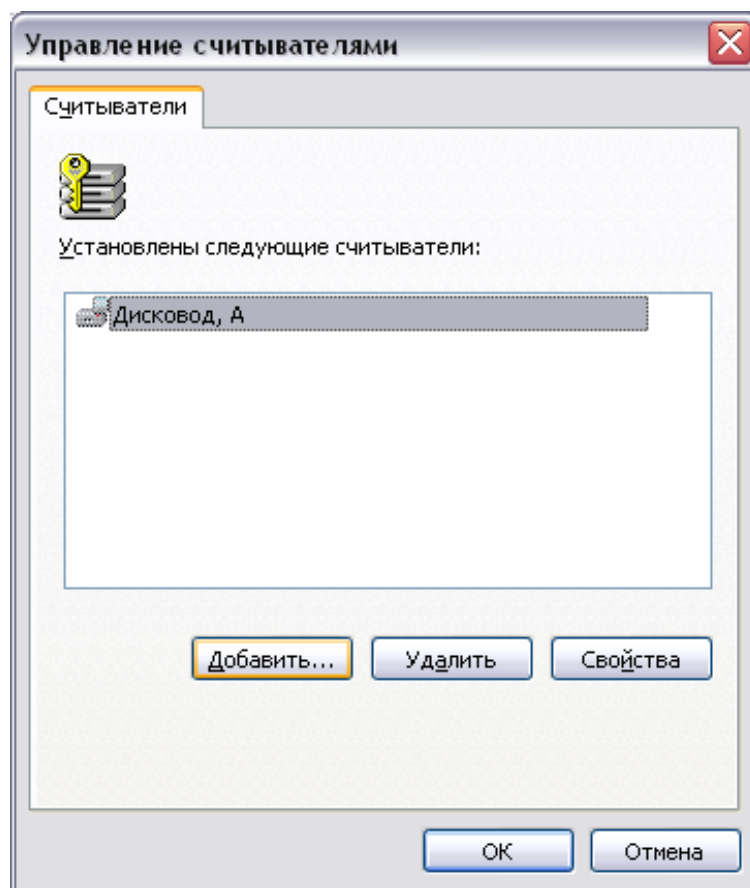 Управление считывателями
Считыватели
Установлены следующие считыватели:
Дисковод, А
Добавить... Удалить Свойства
ОК Отмена